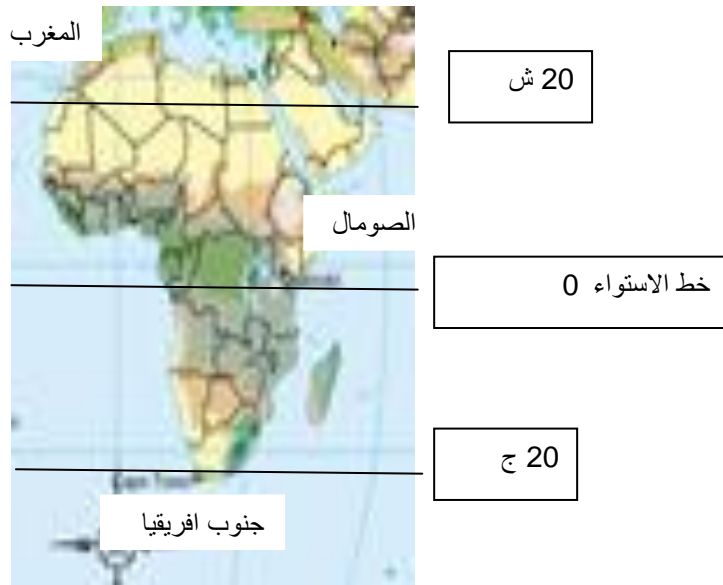 المغرب
20 ش
الصومال
خط الاستواء 0
20 ج
جنوب افريقيا